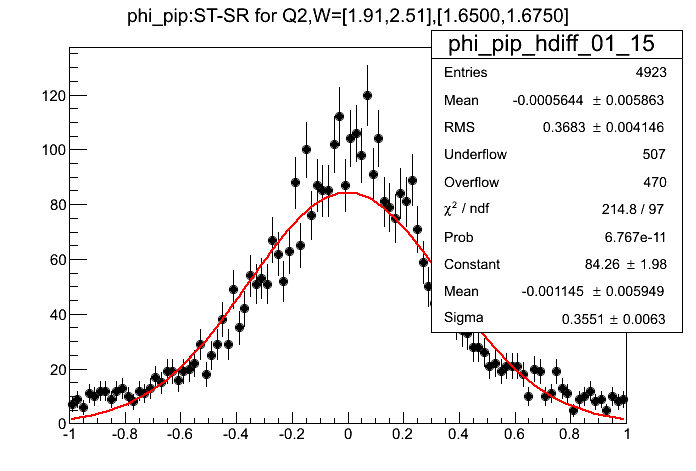 phi_pip:ST-SR for Q2,W=[1.91,2.51],[1.6500,1.6750]
phi_pip_hdiff_01_15
Entries 4923
Mean -0.0005644 ± 0.005863
RMS 0.3683 ± 0.004146
Underflow 507
Overflow 470
χ² / ndf 214.8 / 97
Prob 6.767e-11
Constant 84.26 ± 1.98
Mean -0.001145 ± 0.005949
Sigma 0.3551 ± 0.0063
120
100
80
60
40
20
0
-1 -0.8 -0.6 -0.4 -0.2 0 0.2 0.4 0.6 0.8 1